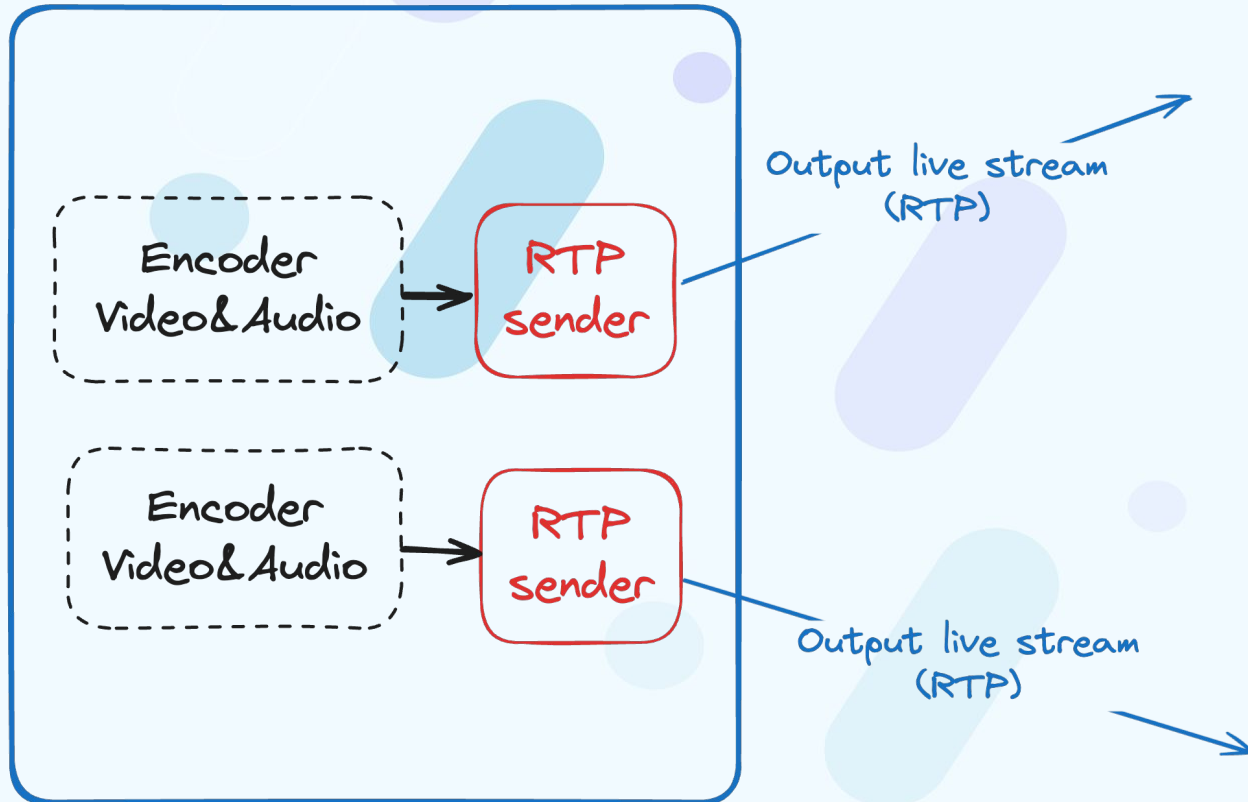 Encoder
Video&Audio
RTP
sender
Output live stream
(RTP)
Encoder
Video&Audio
RTP
sender
Output live stream
(RTP)